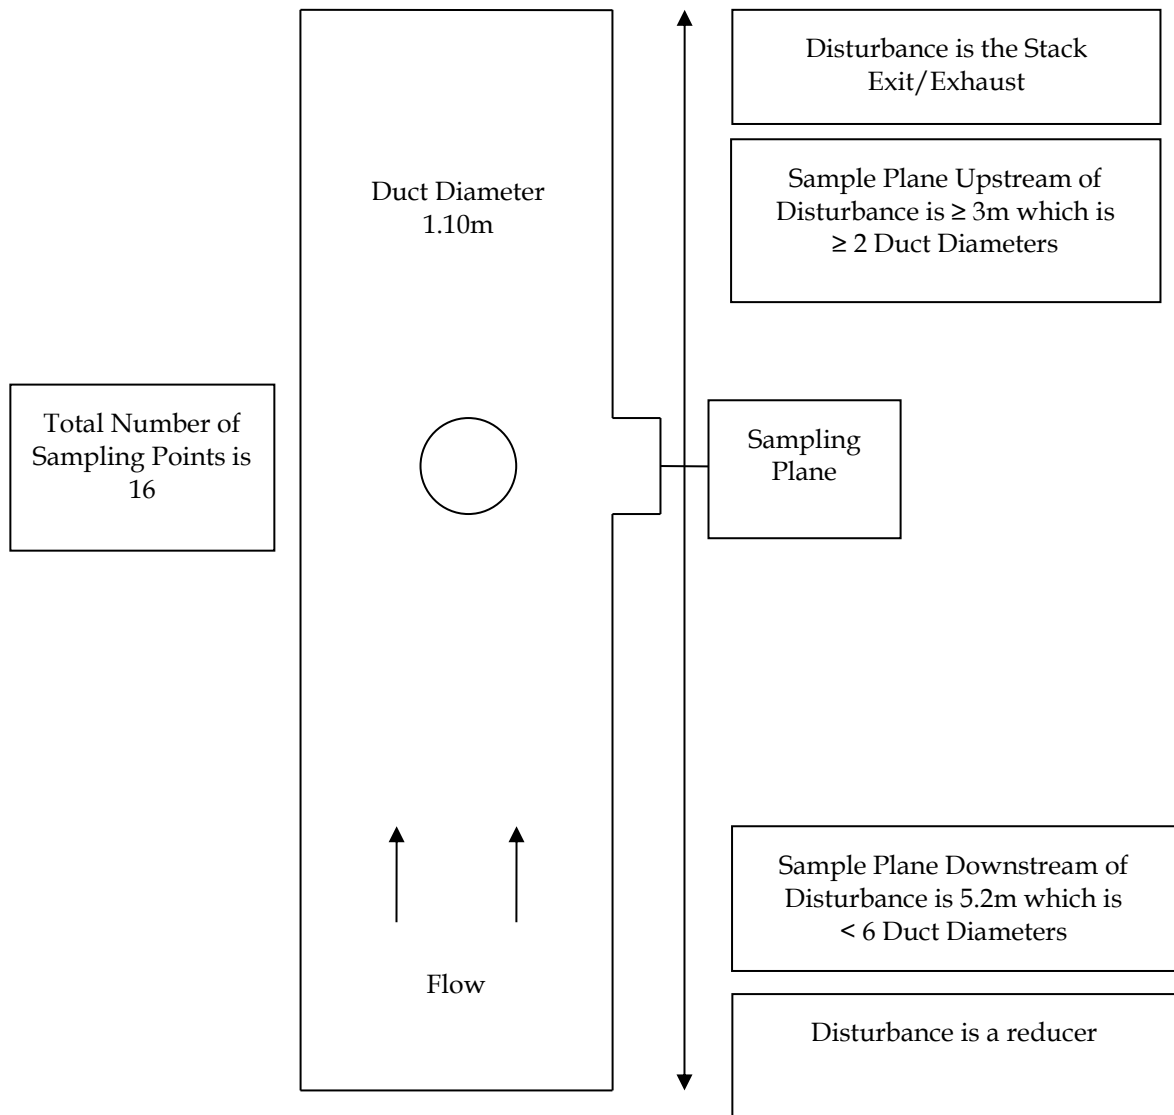 Disturbance is the Stack
Exit/Exhaust
Sample Plane Upstream of
Disturbance is ≥ 3m which is
≥ 2 Duct Diameters
Duct Diameter
1.10m
Total Number of
Sampling Points is
16
Sampling
Plane
Sample Plane Downstream of
Disturbance is 5.2m which is
< 6 Duct Diameters
Flow
Disturbance is a reducer